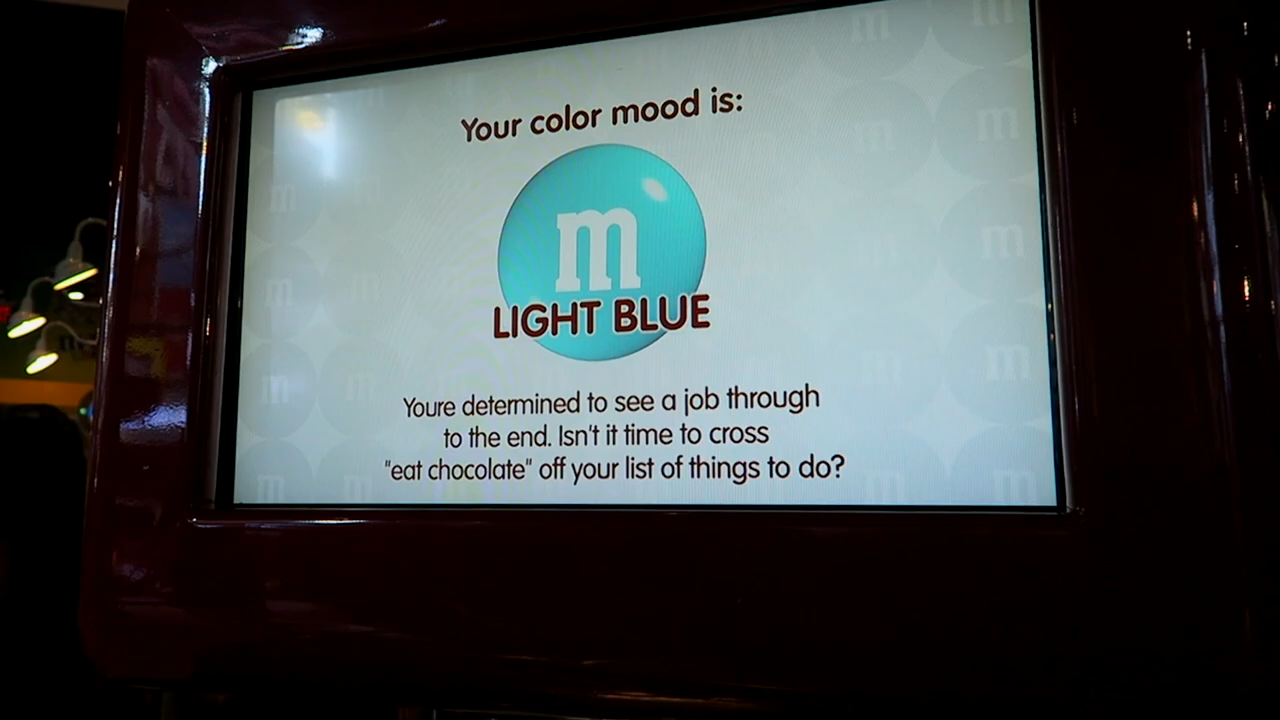 Your color mood is:
m
LIGHT BLUE
Youre determined to see a job through
to the end. Isn't it time to cross
"eat chocolate" off your list of things to do?